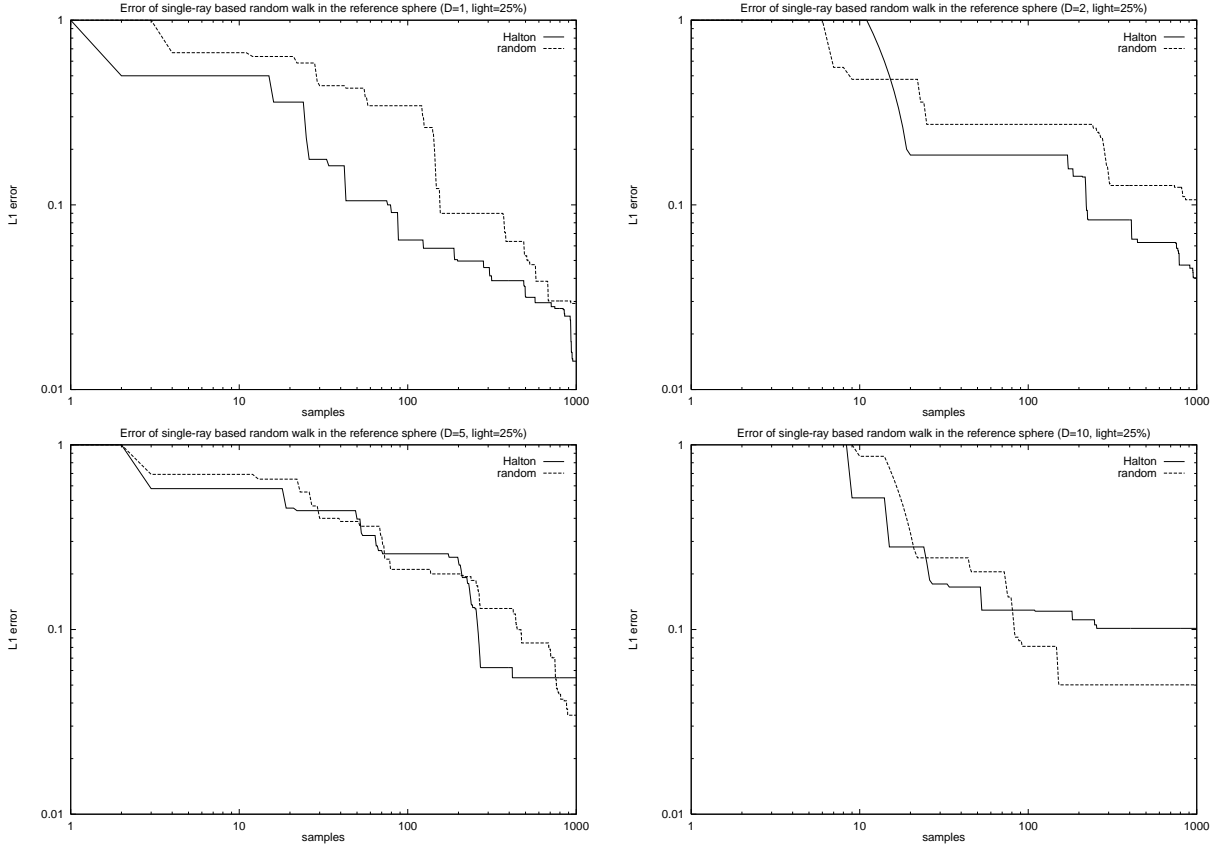 Error of single-ray based random walk in the reference sphere (D=1, light=25%)
Halton
random
1
0.1
0.01
L1 error
1
10
100
1000
samples
Error of single-ray based random walk in the reference sphere (D=2, light=25%)
Halton
random
1
0.1
0.01
L1 error
1
10
100
1000
samples
Error of single-ray based random walk in the reference sphere (D=5, light=25%)
Halton
random
1
0.1
0.01
L1 error
1
10
100
1000
samples
Error of single-ray based random walk in the reference sphere (D=10, light=25%)
Halton
random
1
0.1
0.01
L1 error
1
10
100
1000
samples